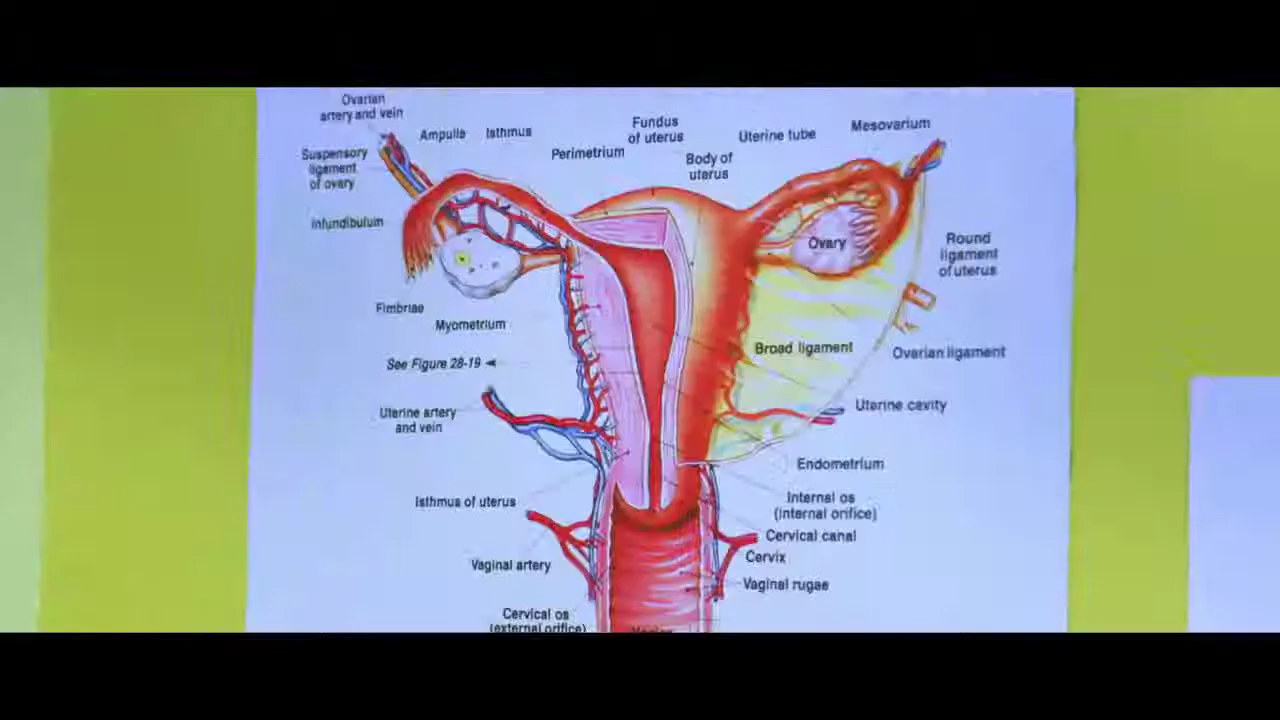 Ovarian
artery and vein
Ampulla
Isthmus
Perimetrium
Fundus
of uterus
Body of
uterus
Uterine tube
Mesovarium
Suspensory
ligament
of ovary
Infundibulum
Ovary
Round
ligament
of uterus
Fimbriae
Myometrium
Broad ligament
Ovarian ligament
See Figure 28-19
Uterine artery
and vein
Uterine cavity
Endometrium
Isthmus of uterus
Internal os
(internal orifice)
Cervical canal
Cervix
Vaginal artery
Vaginal rugae
Cervical os
(external orifice)